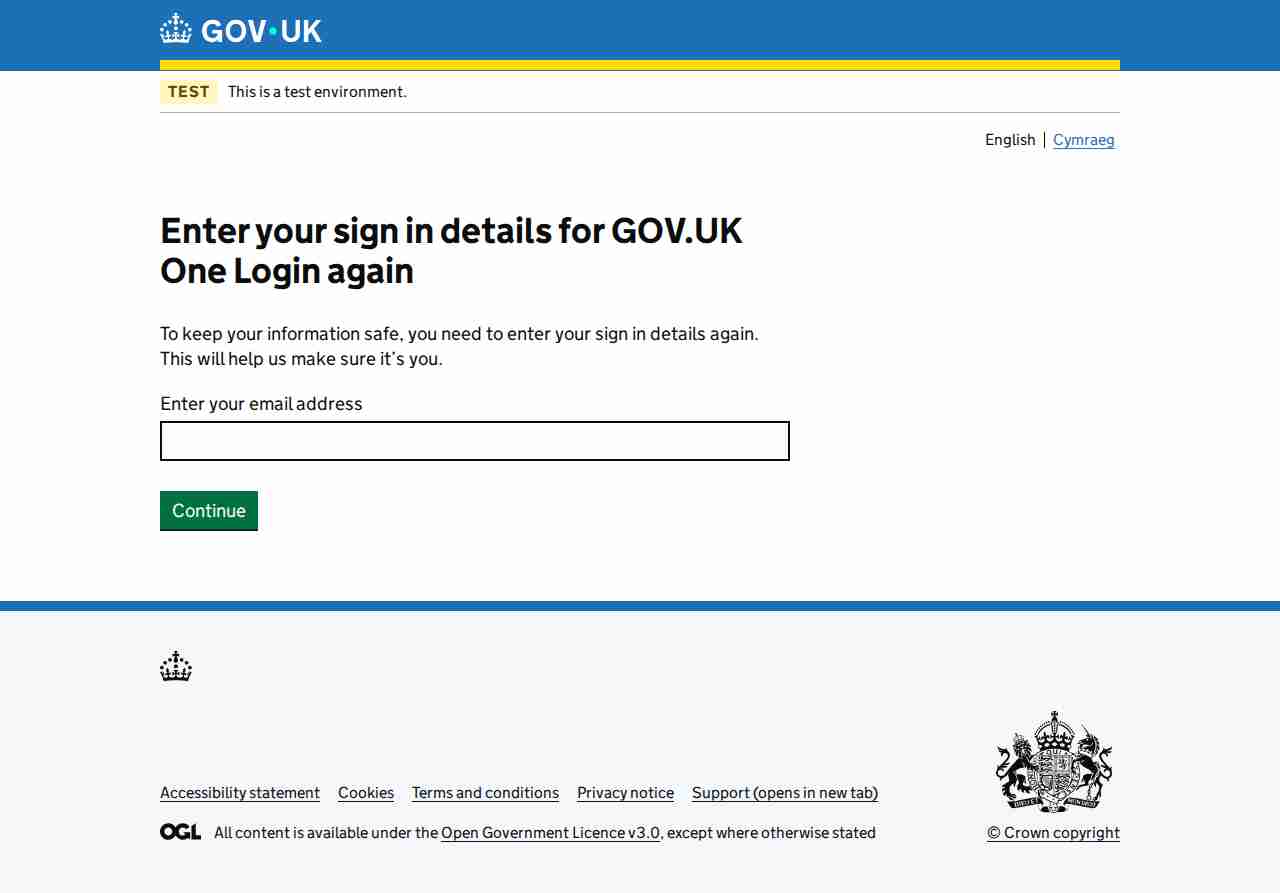 GOV·UK
TEST This is a test environment.
English | Cymraeg
Enter your sign in details for GOV.UK
One Login again
To keep your information safe, you need to enter your sign in details again.
This will help us make sure it’s you.
Enter your email address
Continue
Accessibility statement Cookies Terms and conditions Privacy notice Support (opens in new tab)
OGL All content is available under the Open Government Licence v3.0, except where otherwise stated
© Crown copyright